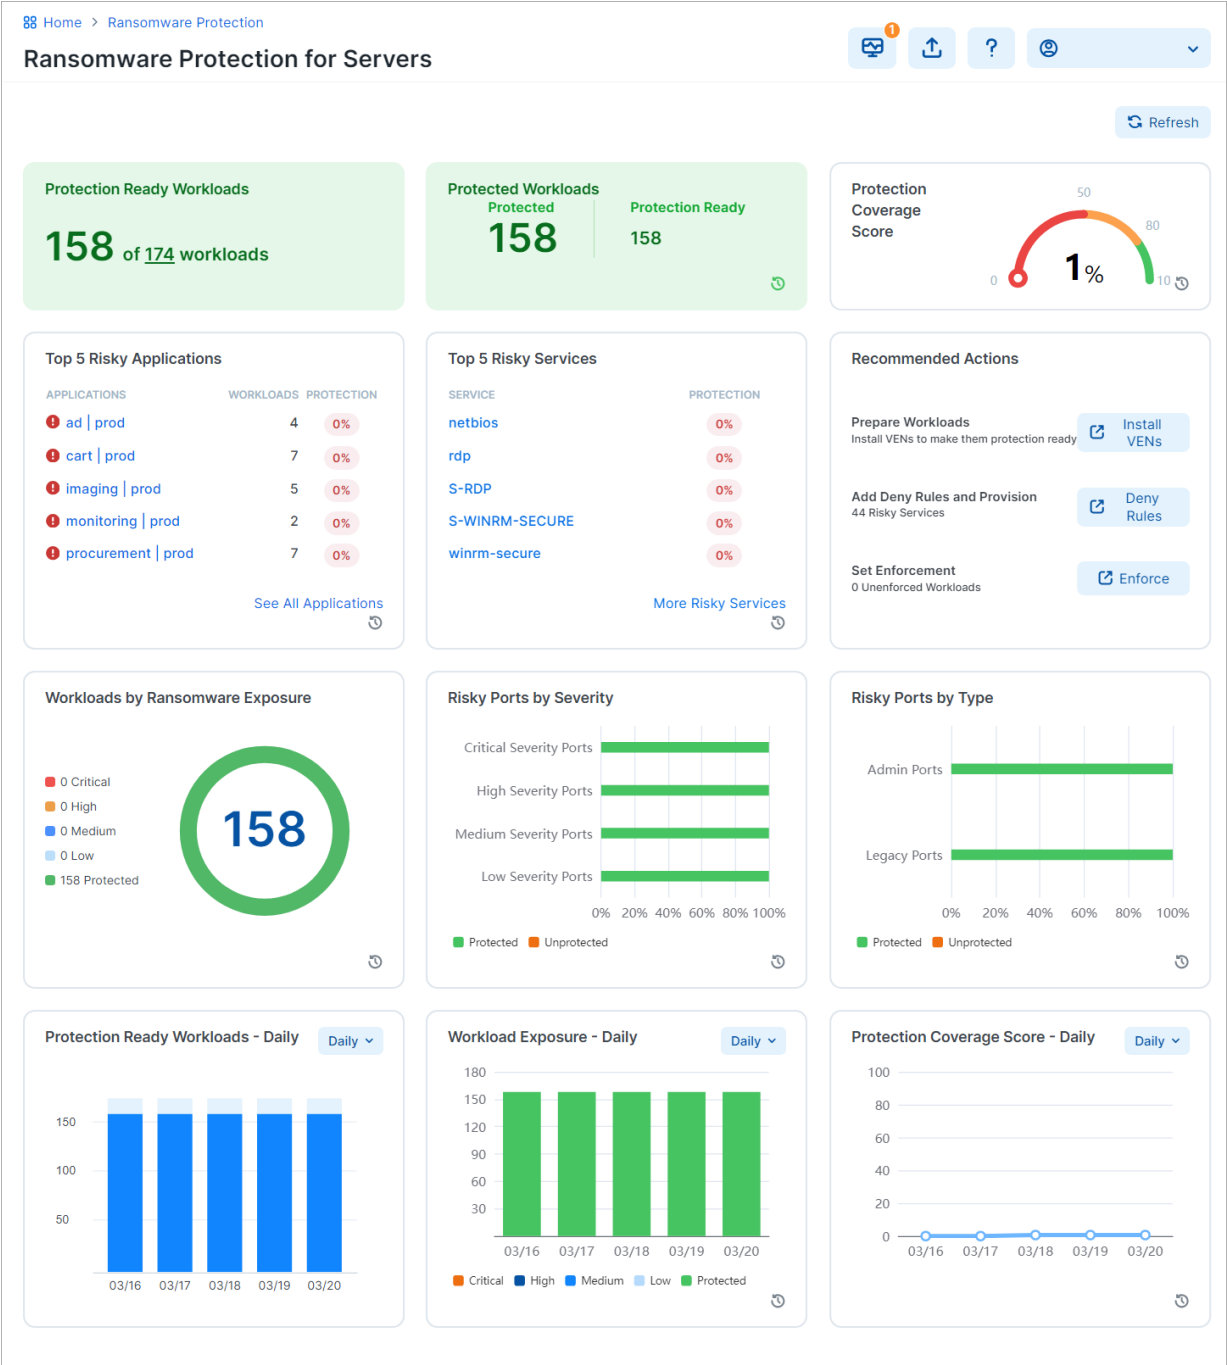 Home > Ransomware Protection
Ransomware Protection for Servers
1
?
Refresh
Protection Ready Workloads
158 of 174 workloads
Protected Workloads
Protected
158
Protection Ready
158
Protection
Coverage
Score
0
50
80
10
1%
Top 5 Risky Applications
APPLICATIONS WORKLOADS PROTECTION
ad | prod 4 0%
cart | prod 7 0%
imaging | prod 5 0%
monitoring | prod 2 0%
procurement | prod 7 0%
See All Applications
Top 5 Risky Services
SERVICE PROTECTION
netbios 0%
rdp 0%
S-RDP 0%
S-WINRM-SECURE 0%
winrm-secure 0%
More Risky Services
Recommended Actions
Prepare Workloads
Install VENs to make them protection ready
Install
VENs
Add Deny Rules and Provision
44 Risky Services
Deny
Rules
Set Enforcement
0 Unenforced Workloads
Enforce
Workloads by Ransomware Exposure
0 Critical
0 High
0 Medium
0 Low
158 Protected
158
Risky Ports by Severity
Critical Severity Ports
High Severity Ports
Medium Severity Ports
Low Severity Ports
0% 20% 40% 60% 80% 100%
Protected Unprotected
Risky Ports by Type
Admin Ports
Legacy Ports
0% 20% 40% 60% 80% 100%
Protected Unprotected
Protection Ready Workloads - Daily
Daily
150
100
50
03/16 03/17 03/18 03/19 03/20
Workload Exposure - Daily
Daily
180
150
120
90
60
30
03/16 03/17 03/18 03/19 03/20
Critical High Medium Low Protected
Protection Coverage Score - Daily
Daily
100
80
60
40
20
0
03/16 03/17 03/18 03/19 03/20